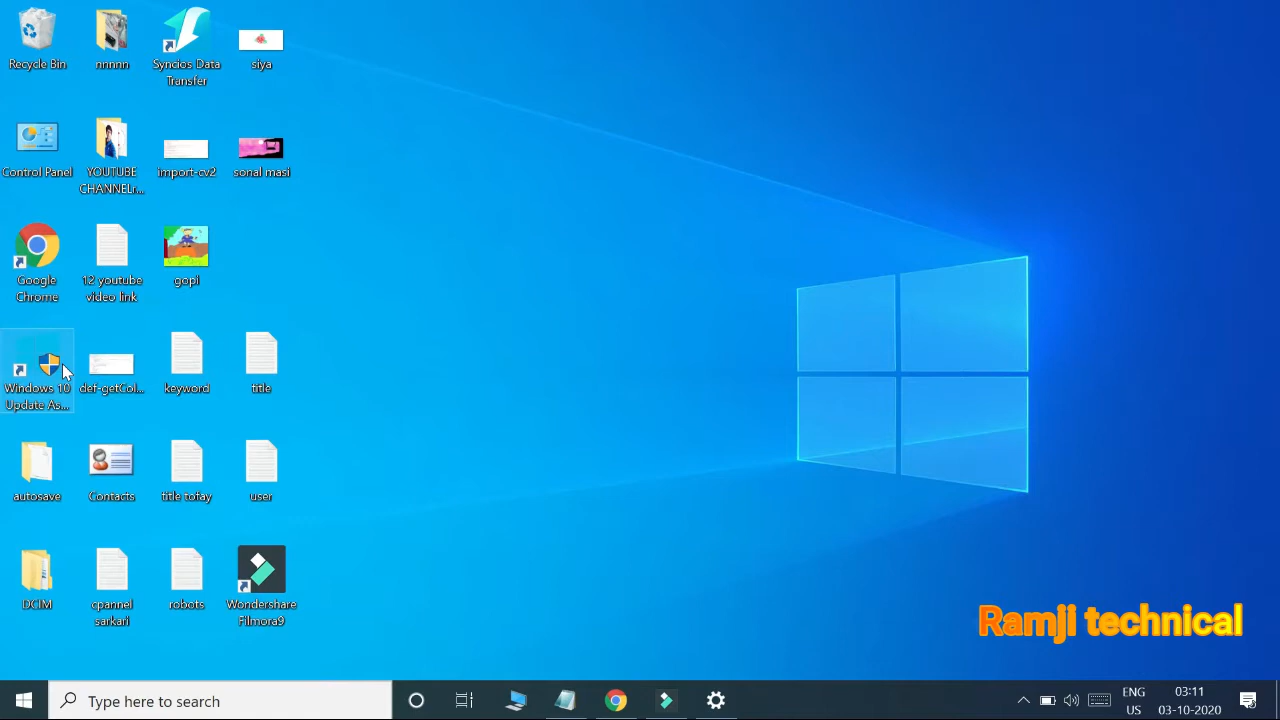 Recycle Bin
nnnnn
Syncios Data
Transfer
siya
Control Panel
YOUTUBE
CHANNELr...
import-cv2
sonal masi
Google
Chrome
12 youtube
video link
gopi
Windows 10
Update As...
def-getCol...
keyword
title
autosave
Contacts
title tofay
user
DCIM
cpannel
sarkari
robots
Wondershare
Filmora9
Ramji technical
Type here to search
ENG
US
03:11
03-10-2020